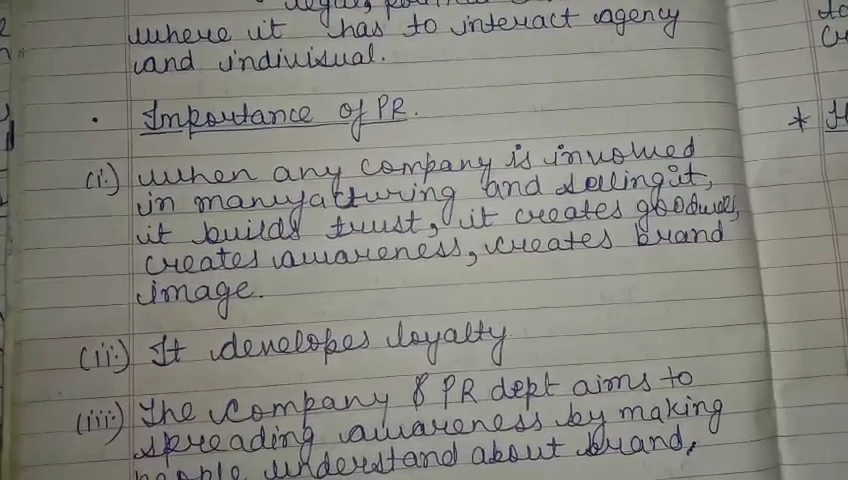 where it has to interact agency
and indivisual.
• Importance of PR.
(i.) When any company is involved
in manufacturing and selling it,
it builds trust, it creates goodwill,
creates awareness, creates brand
image.
(ii.) It developes loyalty
(iii.) The company & PR dept aims to
spreading awareness by making
people understand about brand,